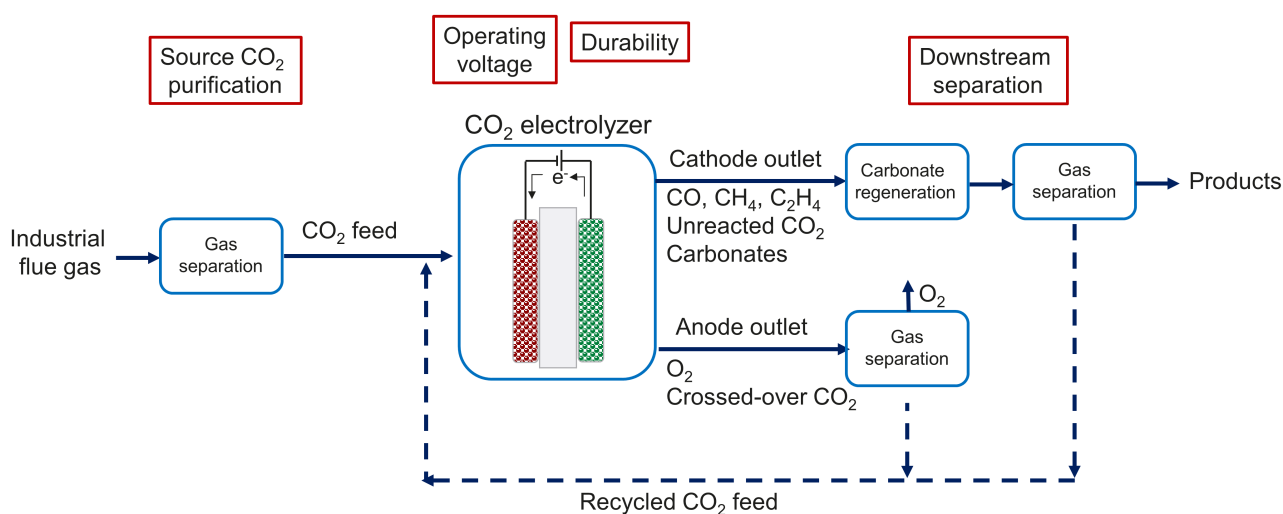 Source CO₂
purification
Operating
voltage
Durability
Downstream
separation
CO₂ electrolyzer
e⁻
Industrial
flue gas
Gas
separation
CO₂ feed
Cathode outlet
CO, CH₄, C₂H₄
Unreacted CO₂
Carbonates
Carbonate
regeneration
Gas
separation
Products
Anode outlet
O₂
Crossed-over CO₂
Gas
separation
O₂
Recycled CO₂ feed